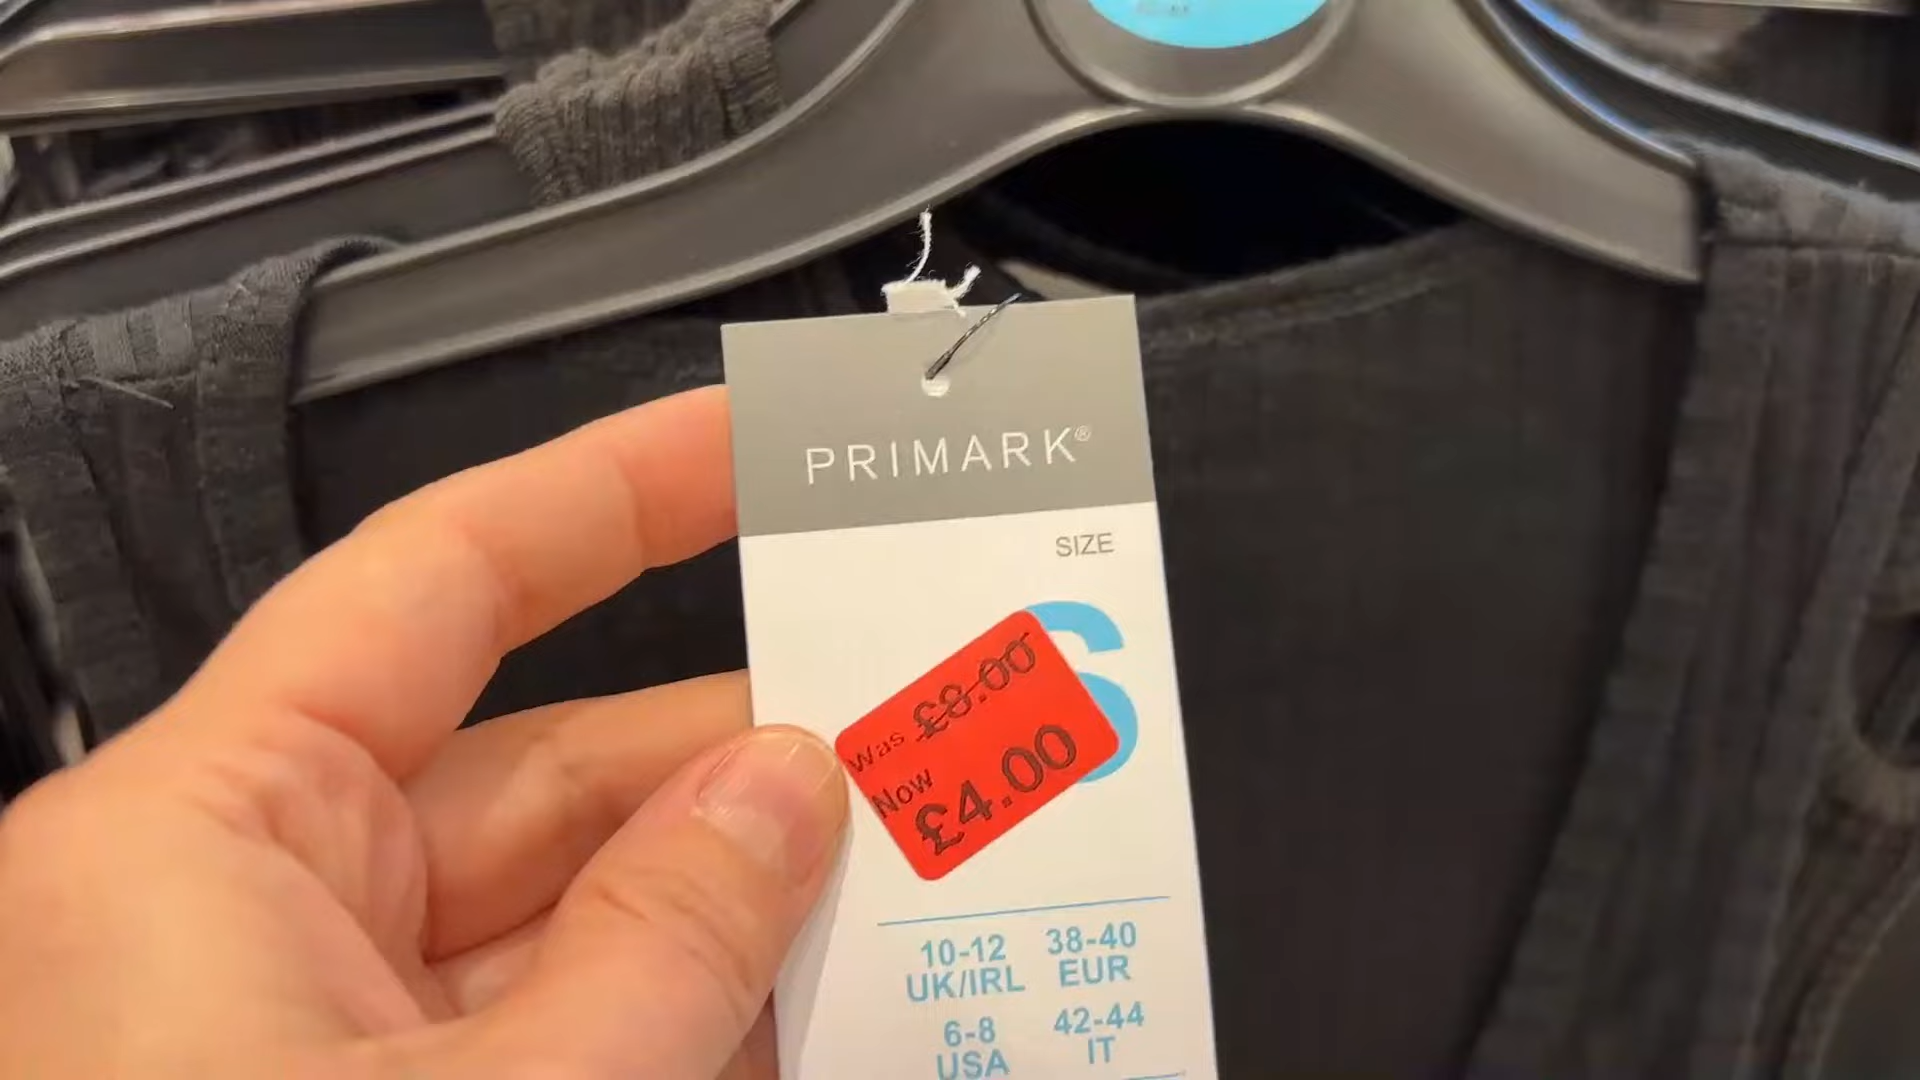 PRIMARK®
SIZE
S
Was £8.00
Now £4.00
10-12 38-40
UK/IRL EUR
6-8 42-44
USA IT